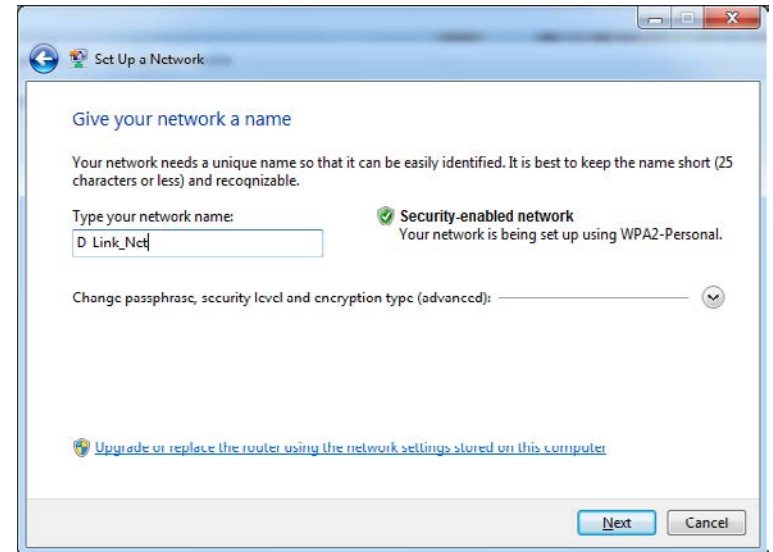 Set Up a Network
Give your network a name
Your network needs a unique name so that it can be easily identified. It is best to keep the name short (25
characters or less) and recognizable.
Type your network name:
D Link_Net
Security-enabled network
Your network is being set up using WPA2-Personal.
Change passphrase, security level and encryption type (advanced):
Upgrade or replace the router using the network settings stored on this computer
Next
Cancel